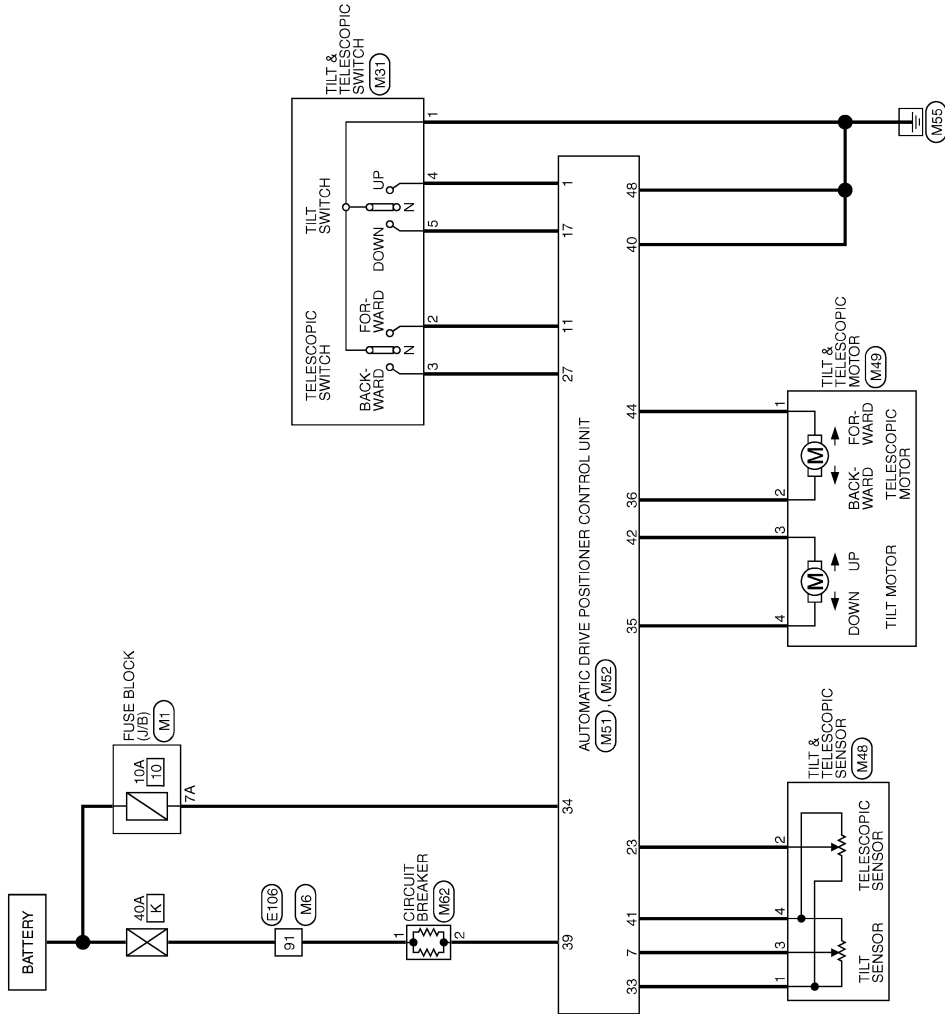 BATTERY
40A
K
E106
M6
91
1
CIRCUIT
BREAKER
M62
2
39
FUSE BLOCK
(J/B)
M1
10A
10
7A
34
TILT &
TELESCOPIC
SWITCH
M31
TELESCOPIC
SWITCH
TILT
SWITCH
BACK-
WARD
N
FOR-
WARD
DOWN
N
UP
3
2
5
4
1
27
11
17
1
AUTOMATIC DRIVE POSITIONER CONTROL UNIT
M51 , M52
33
7
41
23
35
42
36
44
40
48
1
3
4
2
TILT
SENSOR
TELESCOPIC
SENSOR
TILT &
TELESCOPIC
SENSOR
M48
4
3
2
1
M
M
DOWN
UP
BACK-
WARD
FOR-
WARD
TILT MOTOR
TELESCOPIC
MOTOR
TILT &
TELESCOPIC
MOTOR
M49
M55